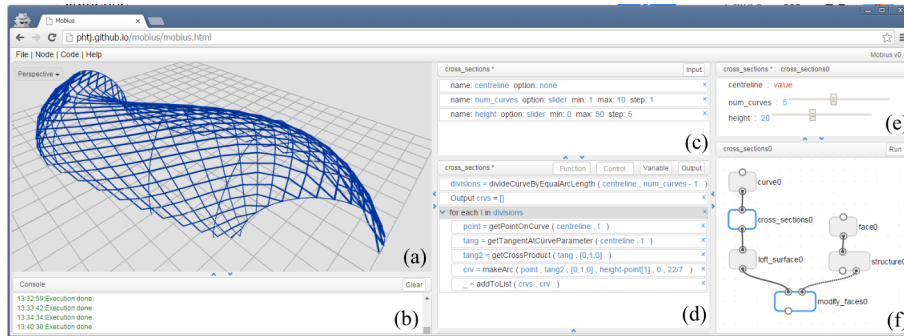 Mobius
phtj.github.io/mobius/mobius.html
File | Node | Code | Help
Mobius v0.
Perspective
(a)
Console
Clear
13:32:59:Execution done.
13:33:42:Execution done.
13:34:34:Execution done.
13:40:38:Execution done.
(b)
cross_sections *
Input
name: centreline option: none
name: num_curves option: slider min: 1 max: 10 step: 1
name: height option: slider min: 0 max: 50 step: 5
(c)
cross_sections *
Function
Control
Variable
Output
divisions = divideCurveByEqualArcLength ( centreline , num_curves - 1 )
Output crvs = []
for each t in divisions
point = getPointOnCurve ( centreline , t )
tang = getTangentAtCurveParameter ( centreline , t )
tang2 = getCrossProduct ( tang , [0,1,0] )
crv = makeArc ( point , tang2 , [0,1,0] , height-point[1] , 0 , 22/7 )
_ = addToList ( crvs , crv )
(d)
cross_sections * : cross_sections0
centreline : value
num_curves : 5
height : 20
(e)
cross_sections0
Run
curve0
cross_sections0
face0
loft_surface0
structure0
modify_faces0
(f)